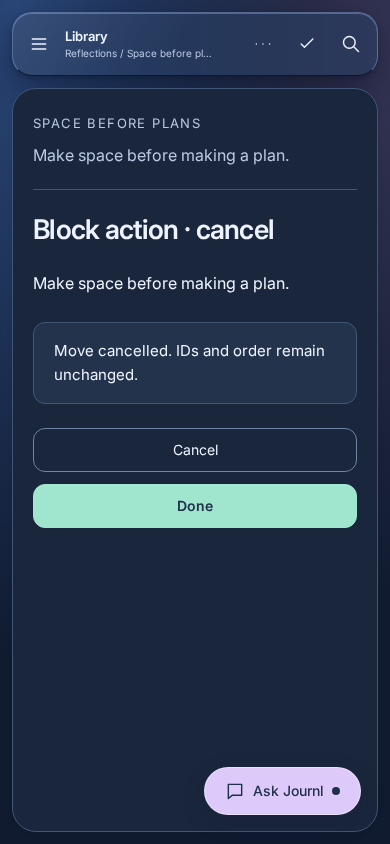 Library
Reflections / Space before pl...
...
SPACE BEFORE PLANS
Make space before making a plan.
Block action · cancel
Make space before making a plan.
Move cancelled. IDs and order remain
unchanged.
Cancel
Done
Ask Journl